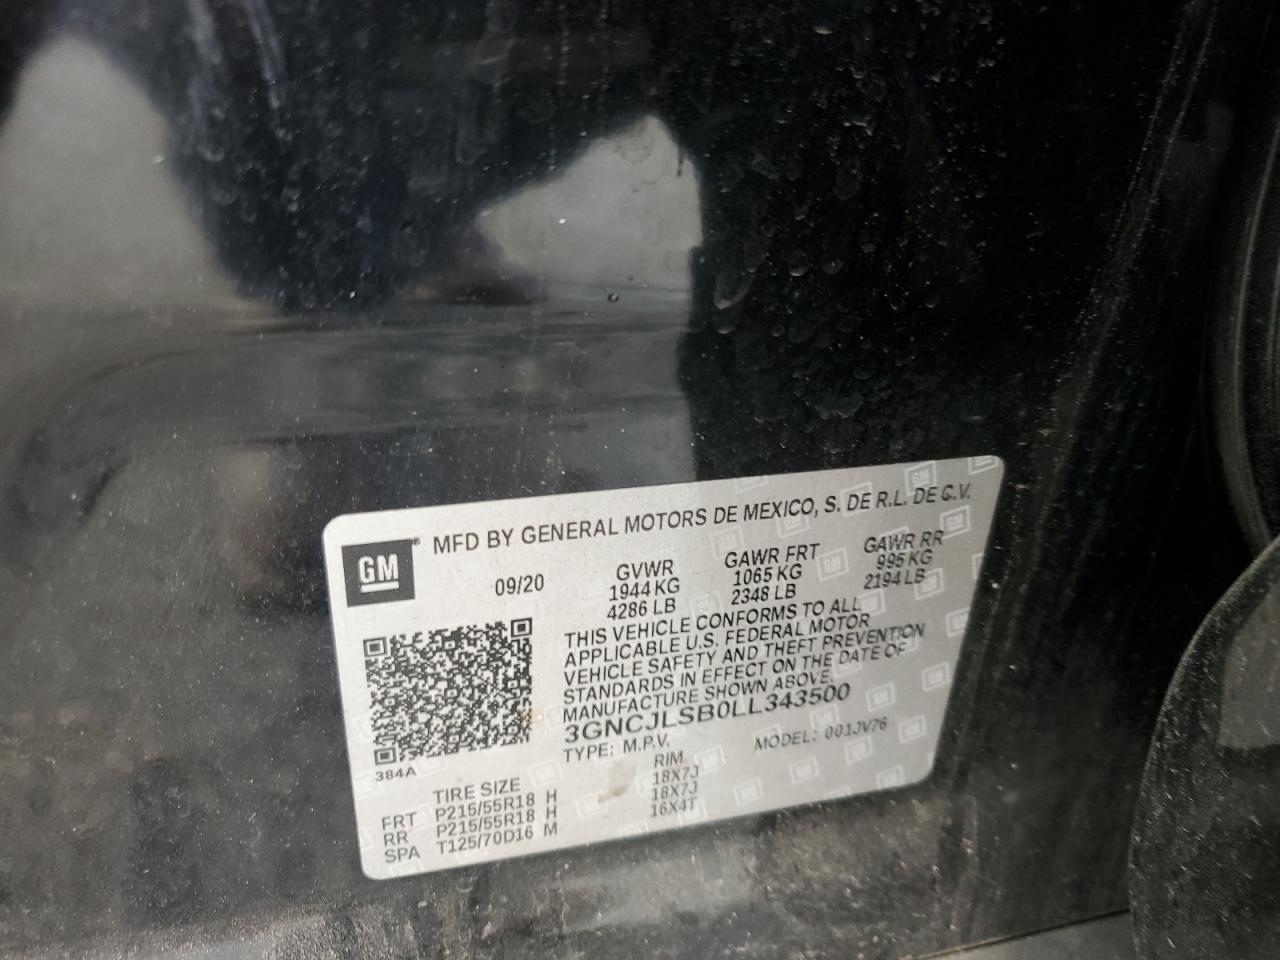 GM
MFD BY GENERAL MOTORS DE MEXICO, S. DE R.L. DE C.V.
09/20
GVWR GAWR FRT GAWR RR
1944 KG 1065 KG 995 KG
4286 LB 2348 LB 2194 LB
THIS VEHICLE CONFORMS TO ALL
APPLICABLE U.S. FEDERAL MOTOR
VEHICLE SAFETY AND THEFT PREVENTION
STANDARDS IN EFFECT ON THE DATE OF
MANUFACTURE SHOWN ABOVE.
3GNCJLSB0LL343500
TYPE: M.P.V. MODEL: 001JV76
384A
TIRE SIZE RIM
FRT P215/55R18 H 18X7J
RR P215/55R18 H 18X7J
SPA T125/70D16 M 16X4T